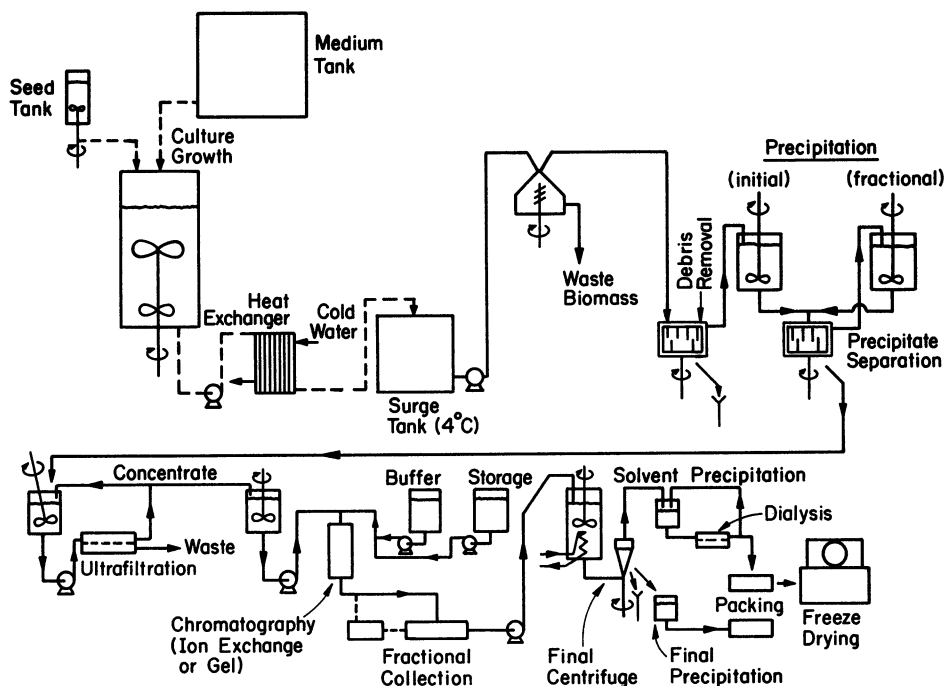 Medium
Tank
Seed
Tank
Culture
Growth
Precipitation
(initial)
(fractional)
Waste
Biomass
Debris
Removal
Heat
Exchanger
Cold
Water
Precipitate
Separation
Surge
Tank (4°C)
Concentrate
Buffer
Storage
Solvent Precipitation
Dialysis
Waste
Ultrafiltration
Packing
Freeze
Drying
Chromatography
(Ion Exchange
or Gel)
Fractional
Collection
Final
Centrifuge
Final
Precipitation